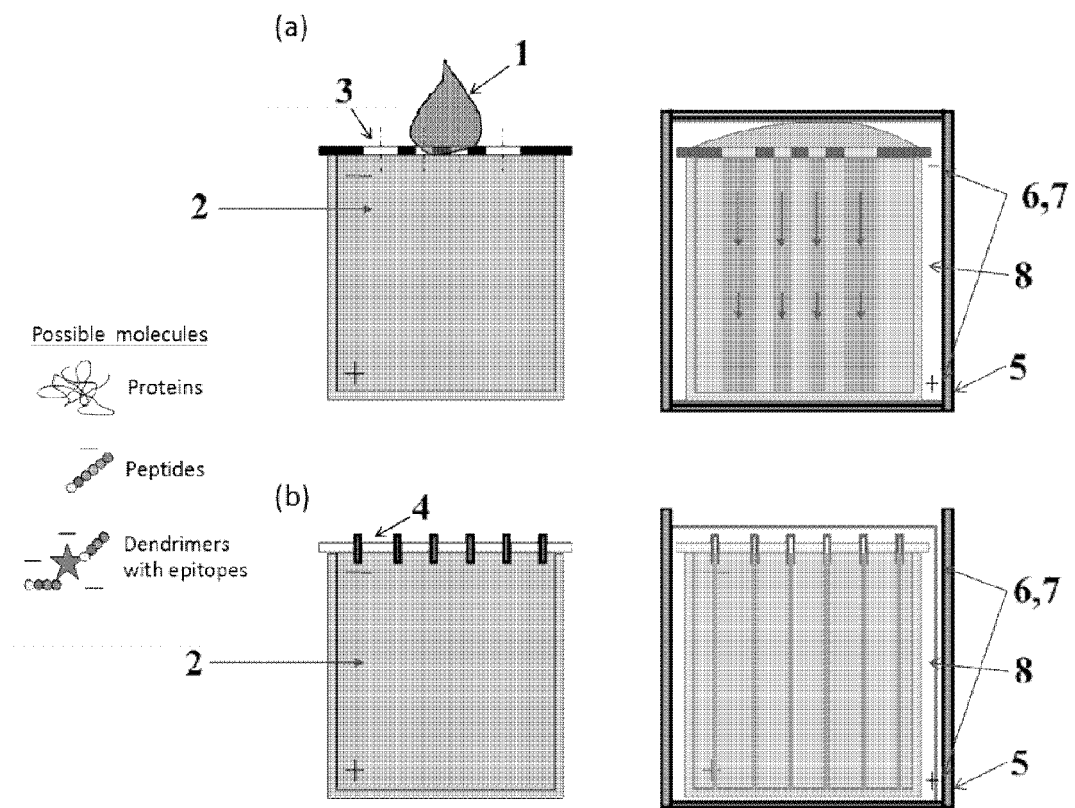 (a)
1
3
2
6,7
8
5
Possible molecules
Proteins
Peptides
Dendrimers
with epitopes
(b)
4
2
6,7
8
5